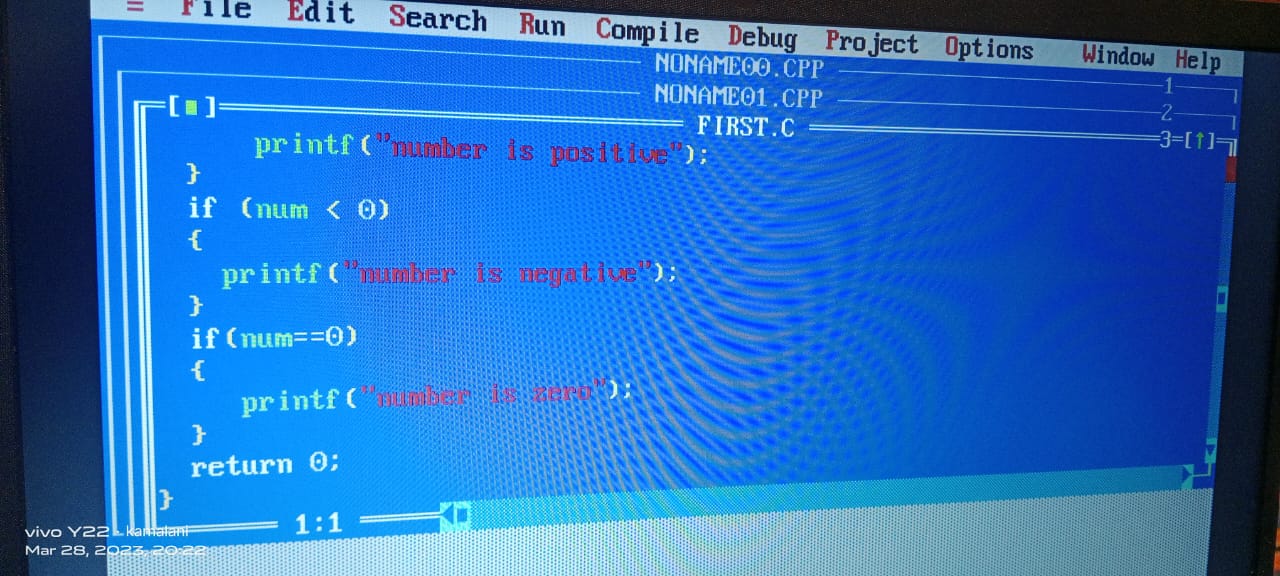 ≡ File Edit Search Run Compile Debug Project Options Window Help
NONAME00.CPP 1
NONAME01.CPP 2
[■] FIRST.C 3=[↑]
printf("number is positive");
}
if (num < 0)
{
printf("number is negative");
}
if(num==0)
{
printf("number is zero");
}
return 0;
}
1:1
vivo Y22 - kamalani
Mar 28, 2023, 20:22